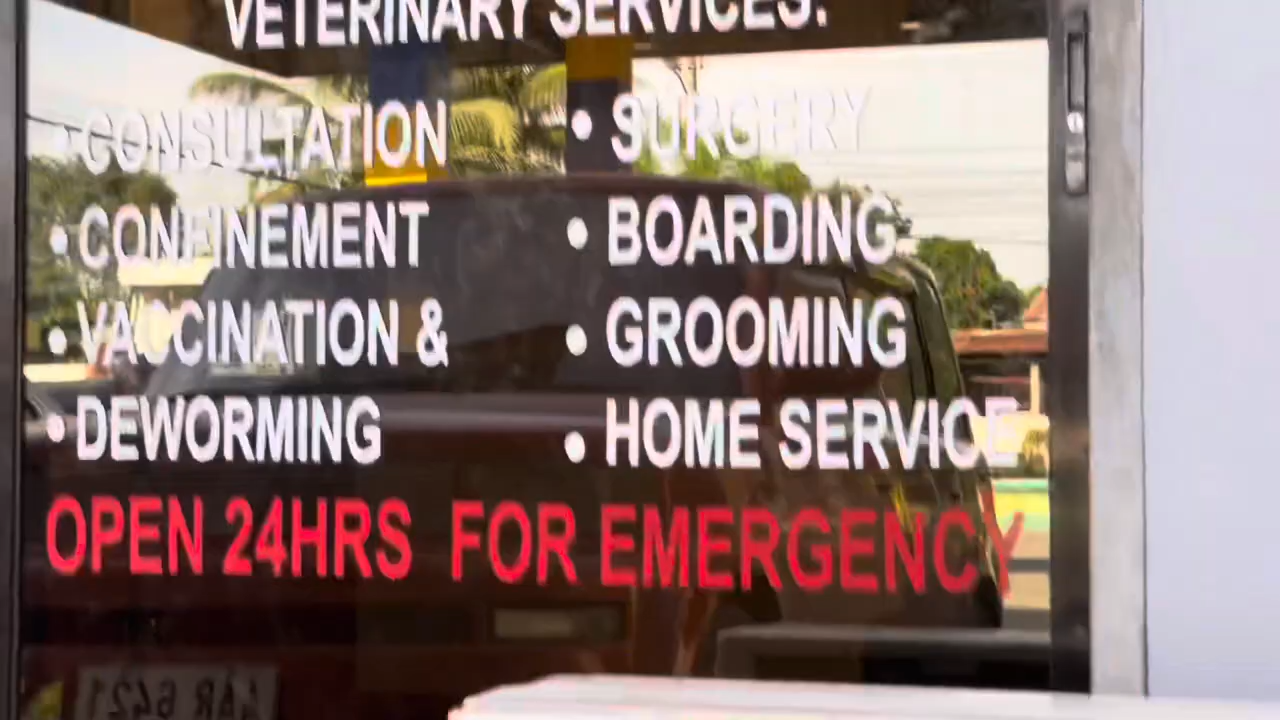 VETERINARY SERVICES:
• CONSULTATION
• CONFINEMENT
• VACCINATION &
• DEWORMING
• SURGERY
• BOARDING
• GROOMING
• HOME SERVICE
OPEN 24HRS FOR EMERGENCY